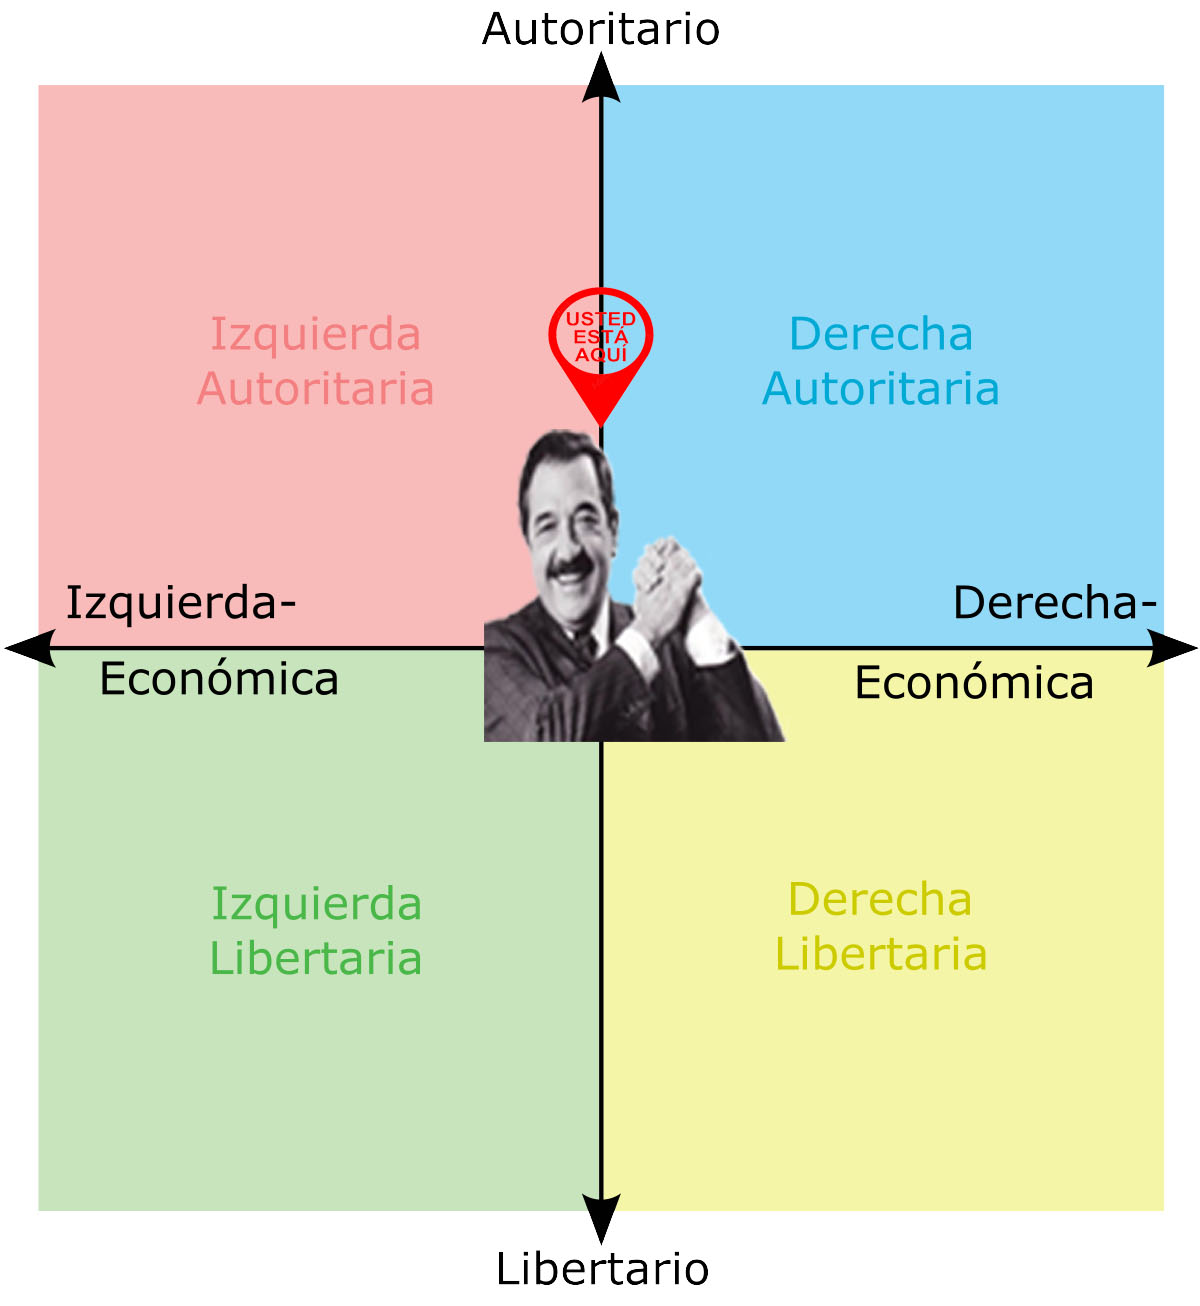 Autoritario
USTED
ESTÁ
AQUÍ
Izquierda
Autoritaria
Derecha
Autoritaria
Izquierda-
Económica
Derecha-
Económica
Izquierda
Libertaria
Derecha
Libertaria
Libertario